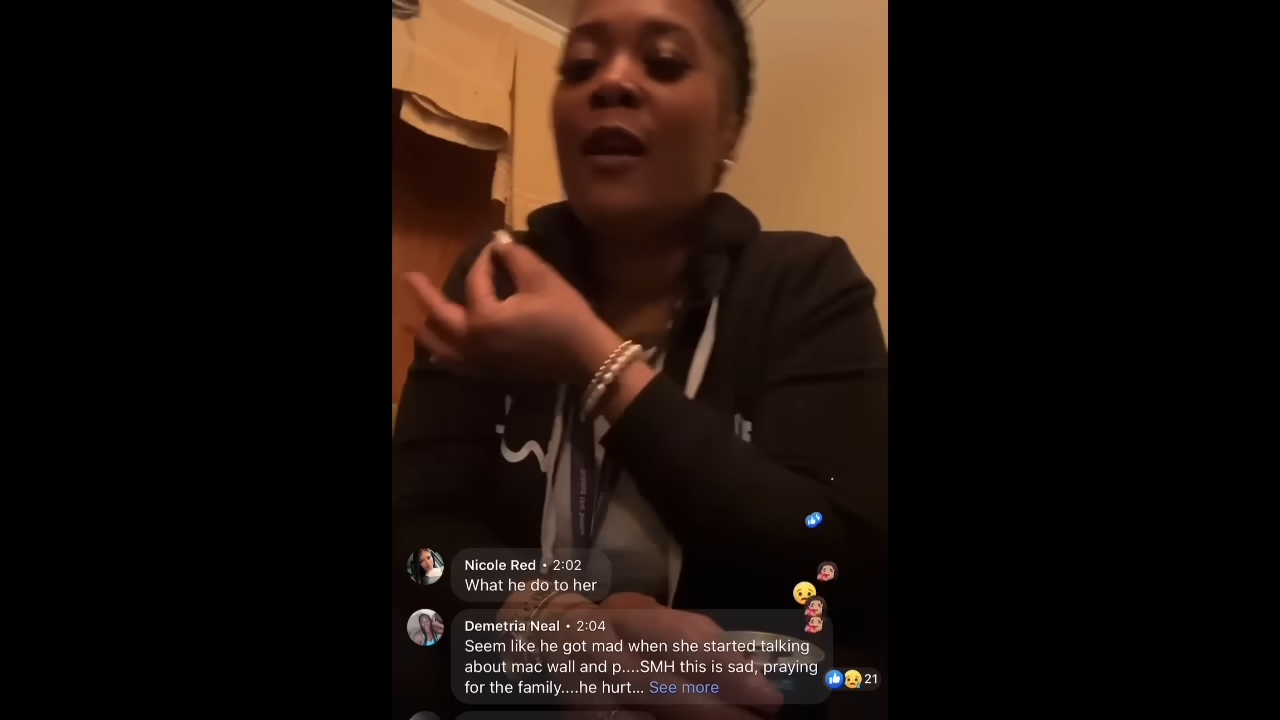 Nicole Red • 2:02
What he do to her
Demetria Neal • 2:04
Seem like he got mad when she started talking
about mac wall and p....SMH this is sad, praying
for the family....he hurt... See more
21